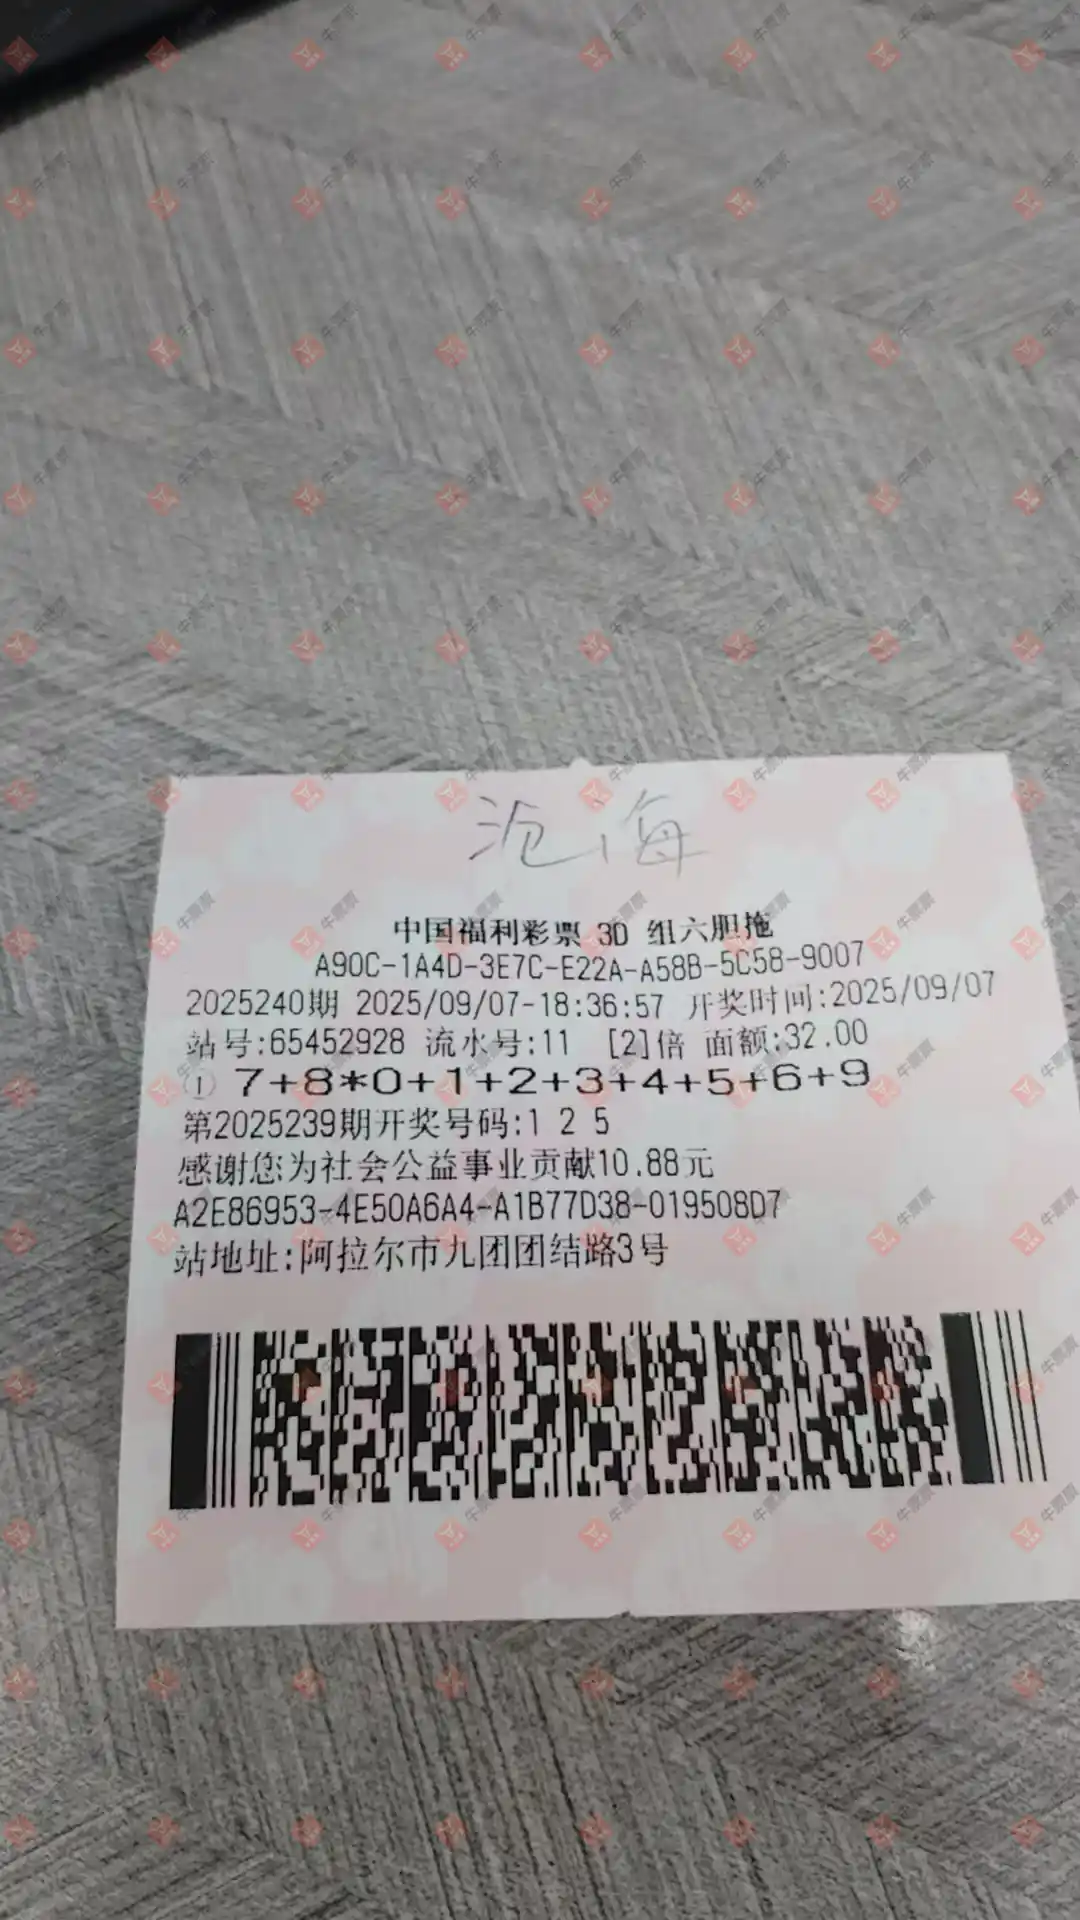 沧海
中国福利彩票 3D 组六胆拖
A90C-1A4D-3E7C-E22A-A58B-5C58-9007
2025240期 2025/09/07-18:36:57 开奖时间:2025/09/07
站号:65452928 流水号:11 [2]倍 面额:32.00
① 7+8*0+1+2+3+4+5+6+9
第2025239期开奖号码:1 2 5
感谢您为社会公益事业贡献10.88元
A2E86953-4E50A6A4-A1B77D38-019508D7
站地址:阿拉尔市九团团结路3号
牛票票